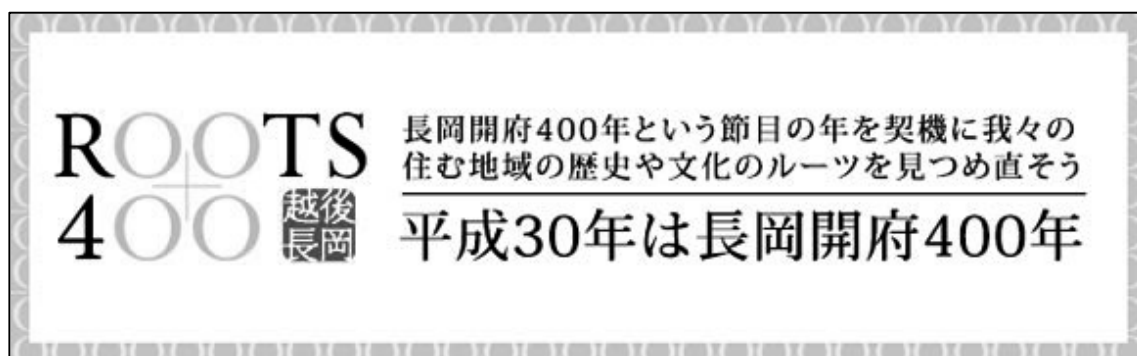 ROOTS
400
越後
長岡
長岡開府400年という節目の年を契機に我々の
住む地域の歴史や文化のルーツを見つめ直そう
平成30年は長岡開府400年